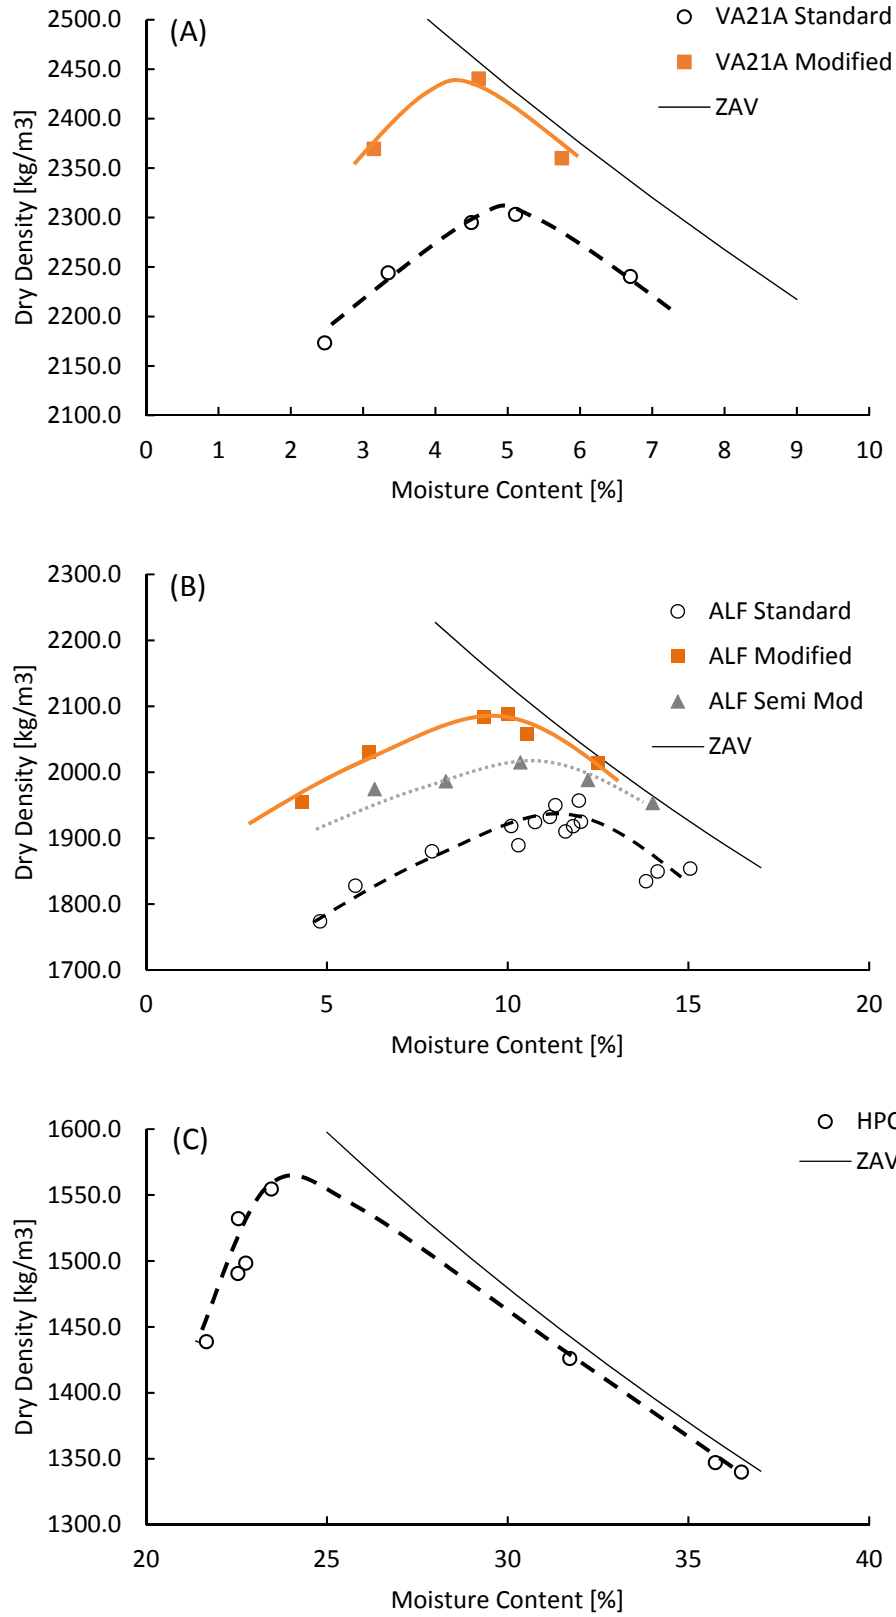 (A)
VA21A Standard
VA21A Modified
ZAV
2500.0
2450.0
2400.0
2350.0
2300.0
2250.0
2200.0
2150.0
2100.0
Dry Density [kg/m3]
0 1 2 3 4 5 6 7 8 9 10
Moisture Content [%]
(B)
ALF Standard
ALF Modified
ALF Semi Mod
ZAV
2300.0
2200.0
2100.0
2000.0
1900.0
1800.0
1700.0
Dry Density [kg/m3]
0 5 10 15 20
Moisture Content [%]
(C)
HPC
ZAV
1600.0
1550.0
1500.0
1450.0
1400.0
1350.0
1300.0
Dry Density [kg/m3]
20 25 30 35 40
Moisture Content [%]